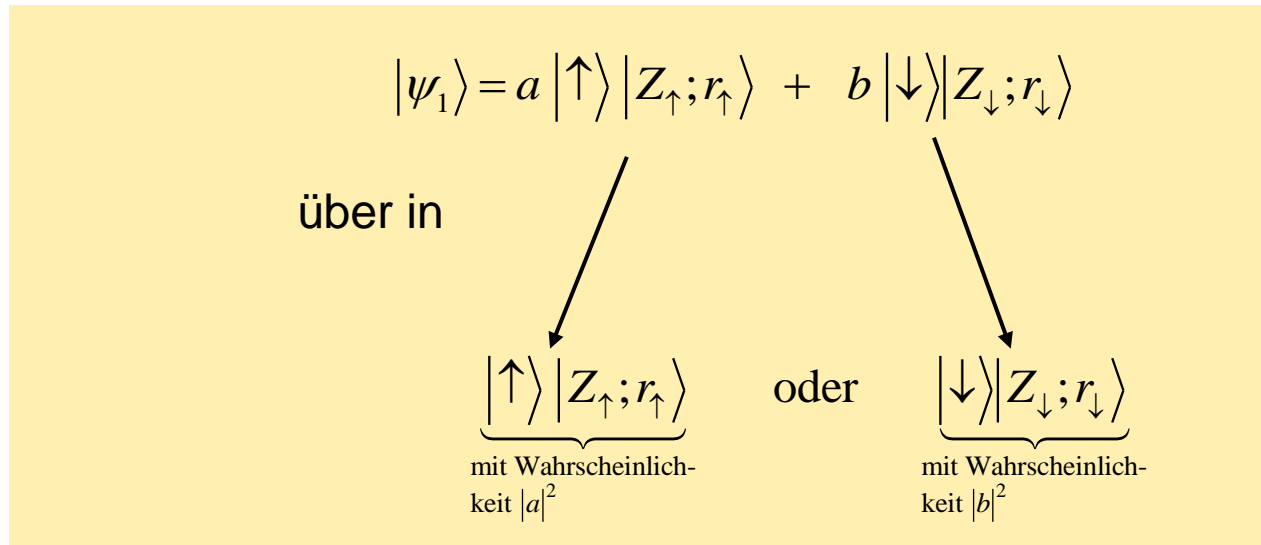 |ψ₁⟩ = a |↑⟩ |Z↑; r↑⟩ + b |↓⟩|Z↓; r↓⟩
über in
|↑⟩ |Z↑; r↑⟩ oder |↓⟩|Z↓; r↓⟩
mit Wahrscheinlich- mit Wahrscheinlich-
keit |a|² keit |b|²